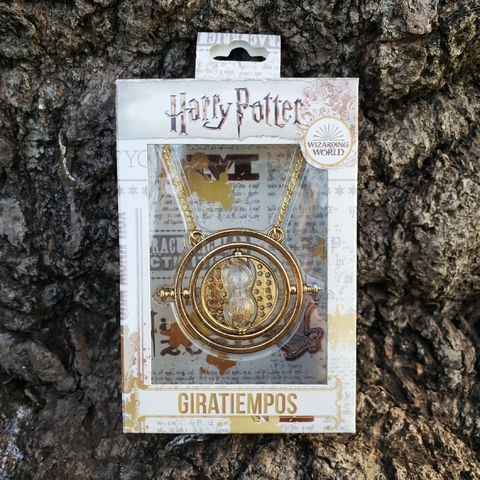 Harry Potter
WIZARDING
WORLD
GIRATIEMPOS